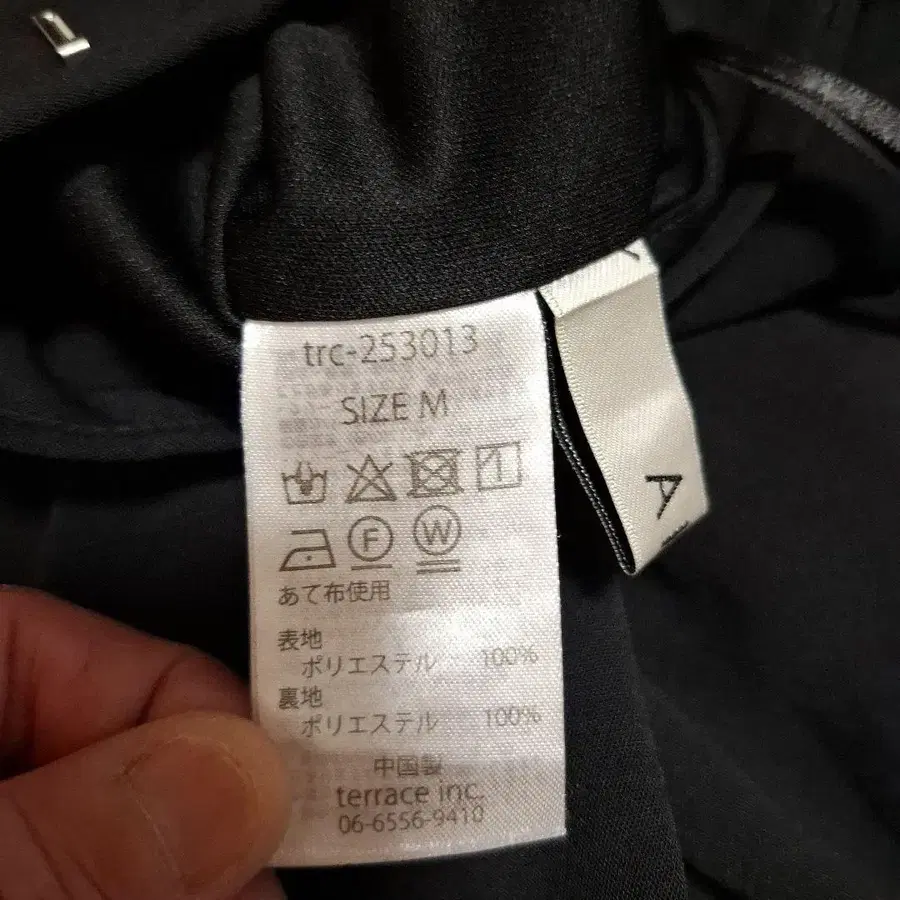 trc-253013
SIZE M
F W
あて布使用
表地
ポリエステル 100%
裏地
ポリエステル 100%
中国製
terrace inc.
06-6556-9410
A